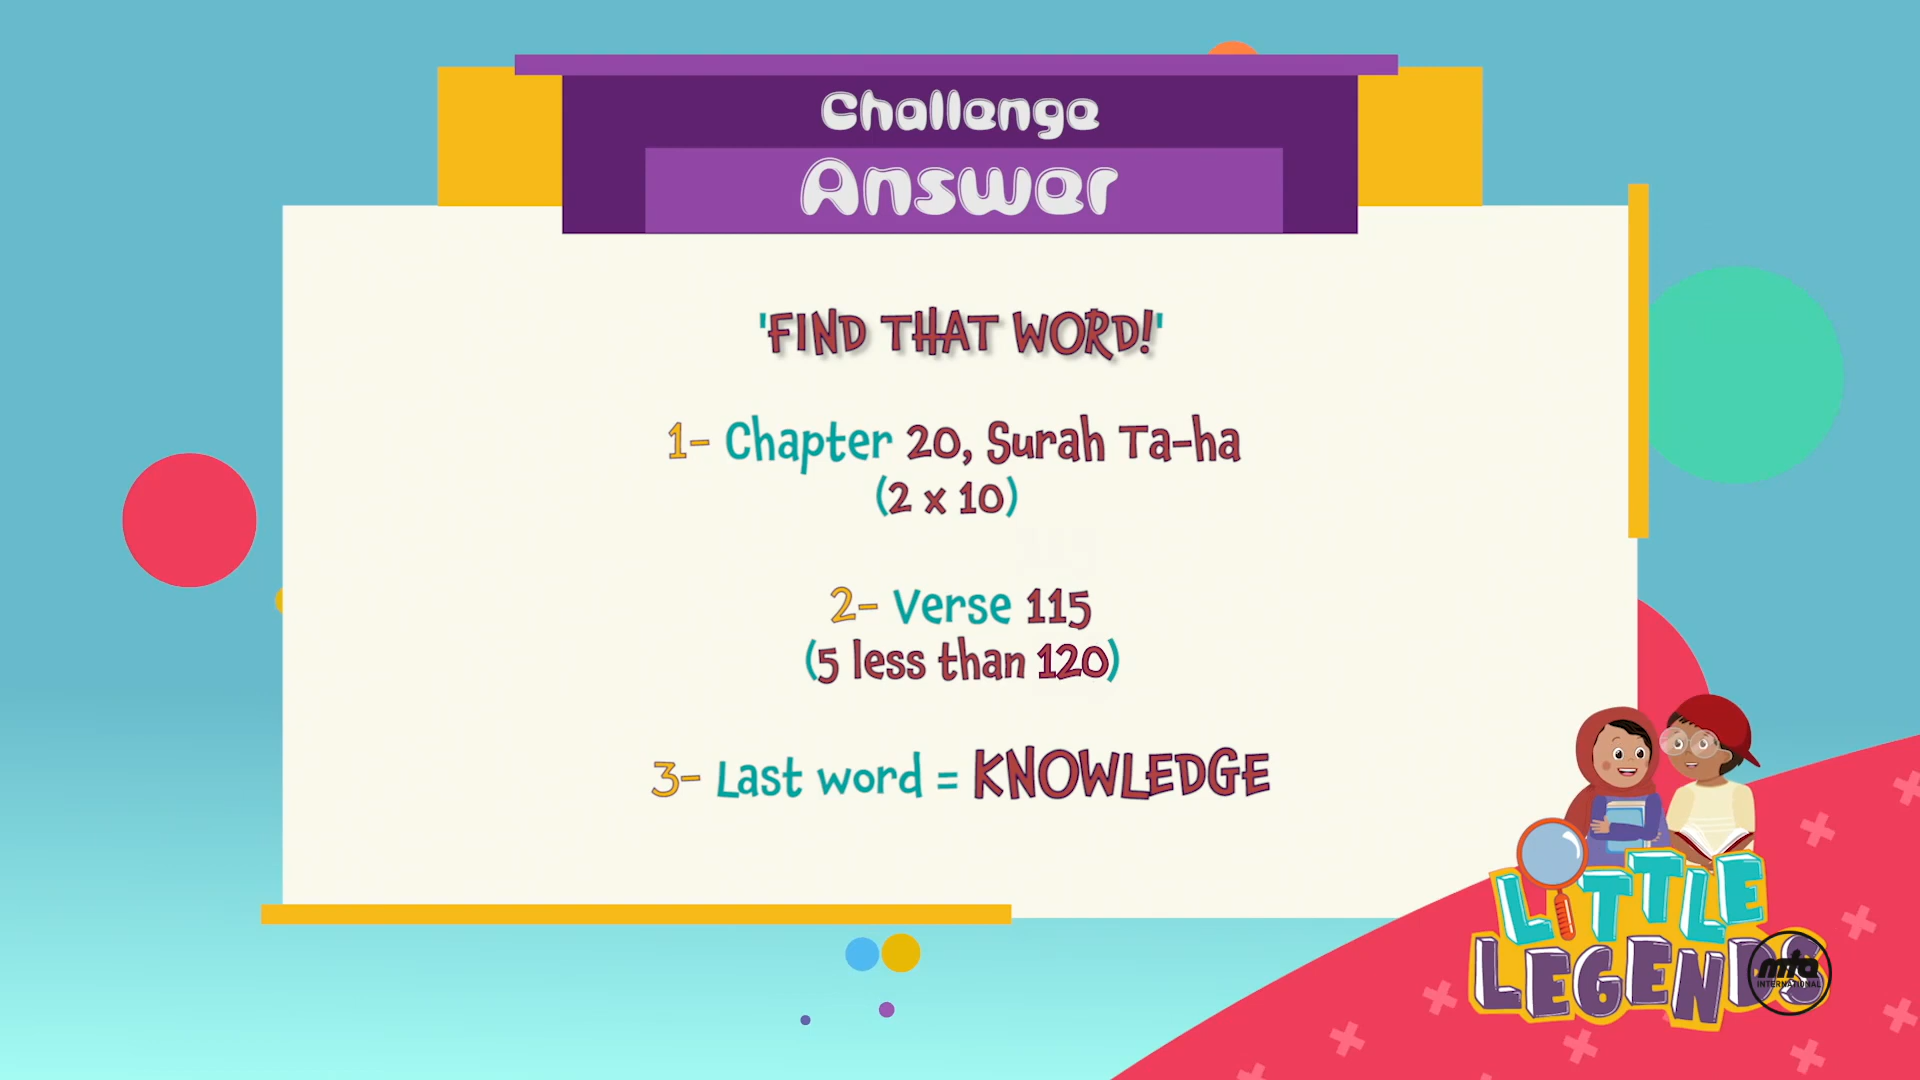 Challenge
Answer
'FIND THAT WORD!'
1- Chapter 20, Surah Ta-ha
(2 x 10)
2- Verse 115
(5 less than 120)
3- Last word = KNOWLEDGE
LITTLE
LEGENDS
mta
INTERNATIONAL